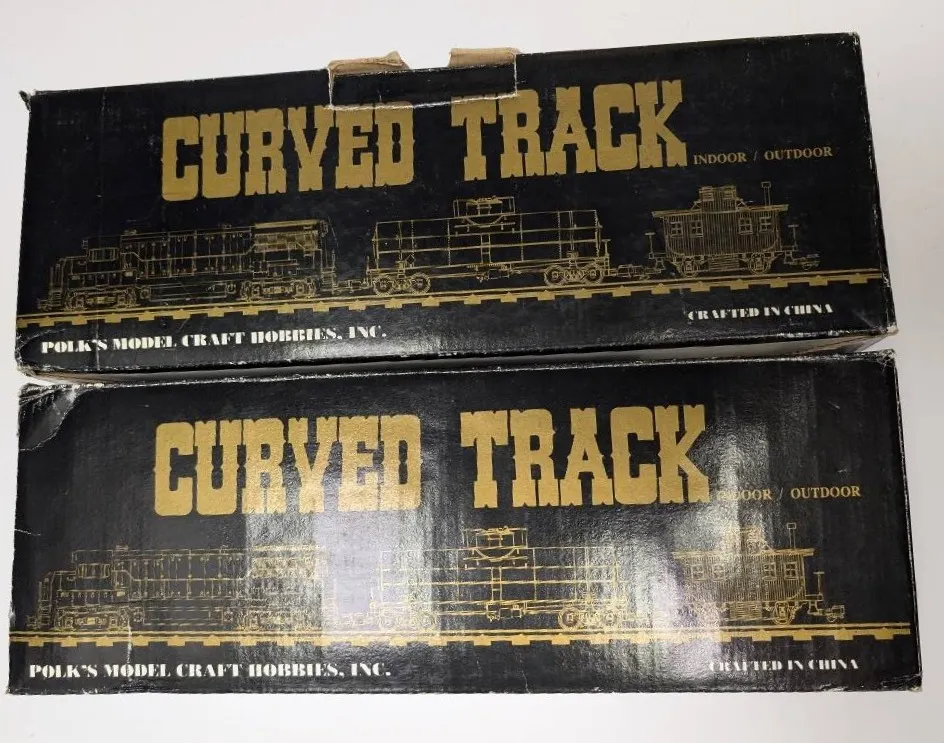 CURVED TRACK
INDOOR / OUTDOOR
POLK'S MODEL CRAFT HOBBIES, INC.
CRAFTED IN CHINA
CURVED TRACK
INDOOR / OUTDOOR
POLK'S MODEL CRAFT HOBBIES, INC.
CRAFTED IN CHINA